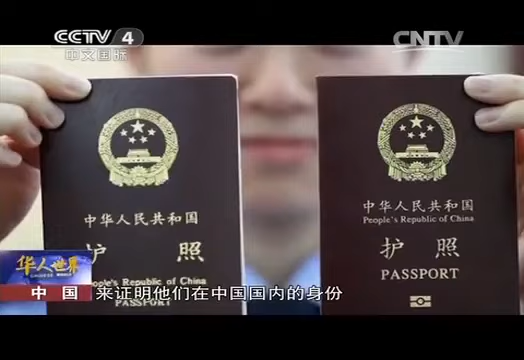 CCTV 4
中文国际
CNTV
中华人民共和国
护 照
People's Republic of China
中华人民共和国
People's Republic of China
护 照
PASSPORT
华人世界
中 国
来证明他们在中国国内的身份